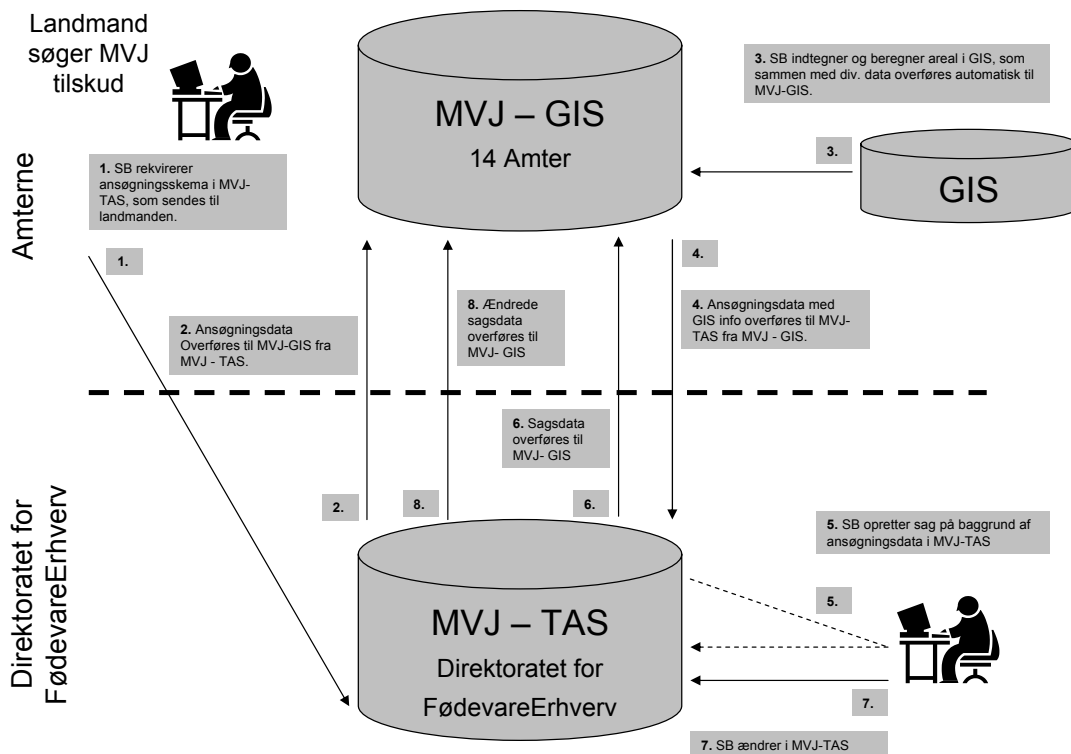 Landmand
søger MVJ
tilskud
MVJ – GIS
14 Amter
3. SB indtegner og beregner areal i GIS, som
sammen med div. data overføres automatisk til
MVJ-GIS.
3.
GIS
Amterne
1. SB rekvirerer
ansøgningsskema i MVJ-
TAS, som sendes til
landmanden.
1.
4.
2. Ansøgningsdata
Overføres til MVJ-GIS fra
MVJ - TAS.
8. Ændrede
sagsdata
overføres til
MVJ- GIS
4. Ansøgningsdata med
GIS info overføres til MVJ-
TAS fra MVJ - GIS.
6. Sagsdata
overføres til
MVJ- GIS
2.
8.
6.
Direktoratet for
FødevareErhverv
MVJ – TAS
Direktoratet for
FødevareErhverv
5. SB opretter sag på baggrund af
ansøgningsdata i MVJ-TAS
5.
7.
7. SB ændrer i MVJ-TAS